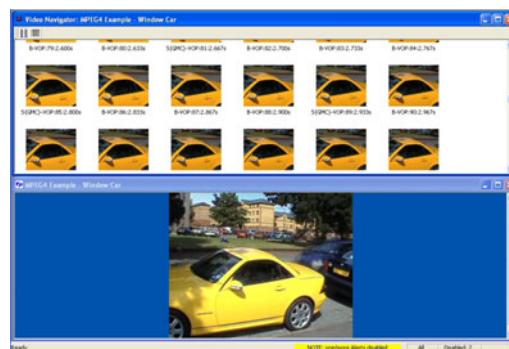 Video Navigator: MPEG4 Example - Window Car
B-VOP:79:2.600s B-VOP:80:2.633s S(GMC)-VOP:81:2.667s B-VOP:82:2.700s B-VOP:83:2.733s B-VOP:84:2.767s
S(GMC)-VOP:85:2.800s B-VOP:86:2.833s B-VOP:87:2.867s B-VOP:88:2.900s S(GMC)-VOP:89:2.933s B-VOP:90:2.967s
MPEG4 Example - Window Car
Ready
NOTE: Alerts disabled All Disabled: 2